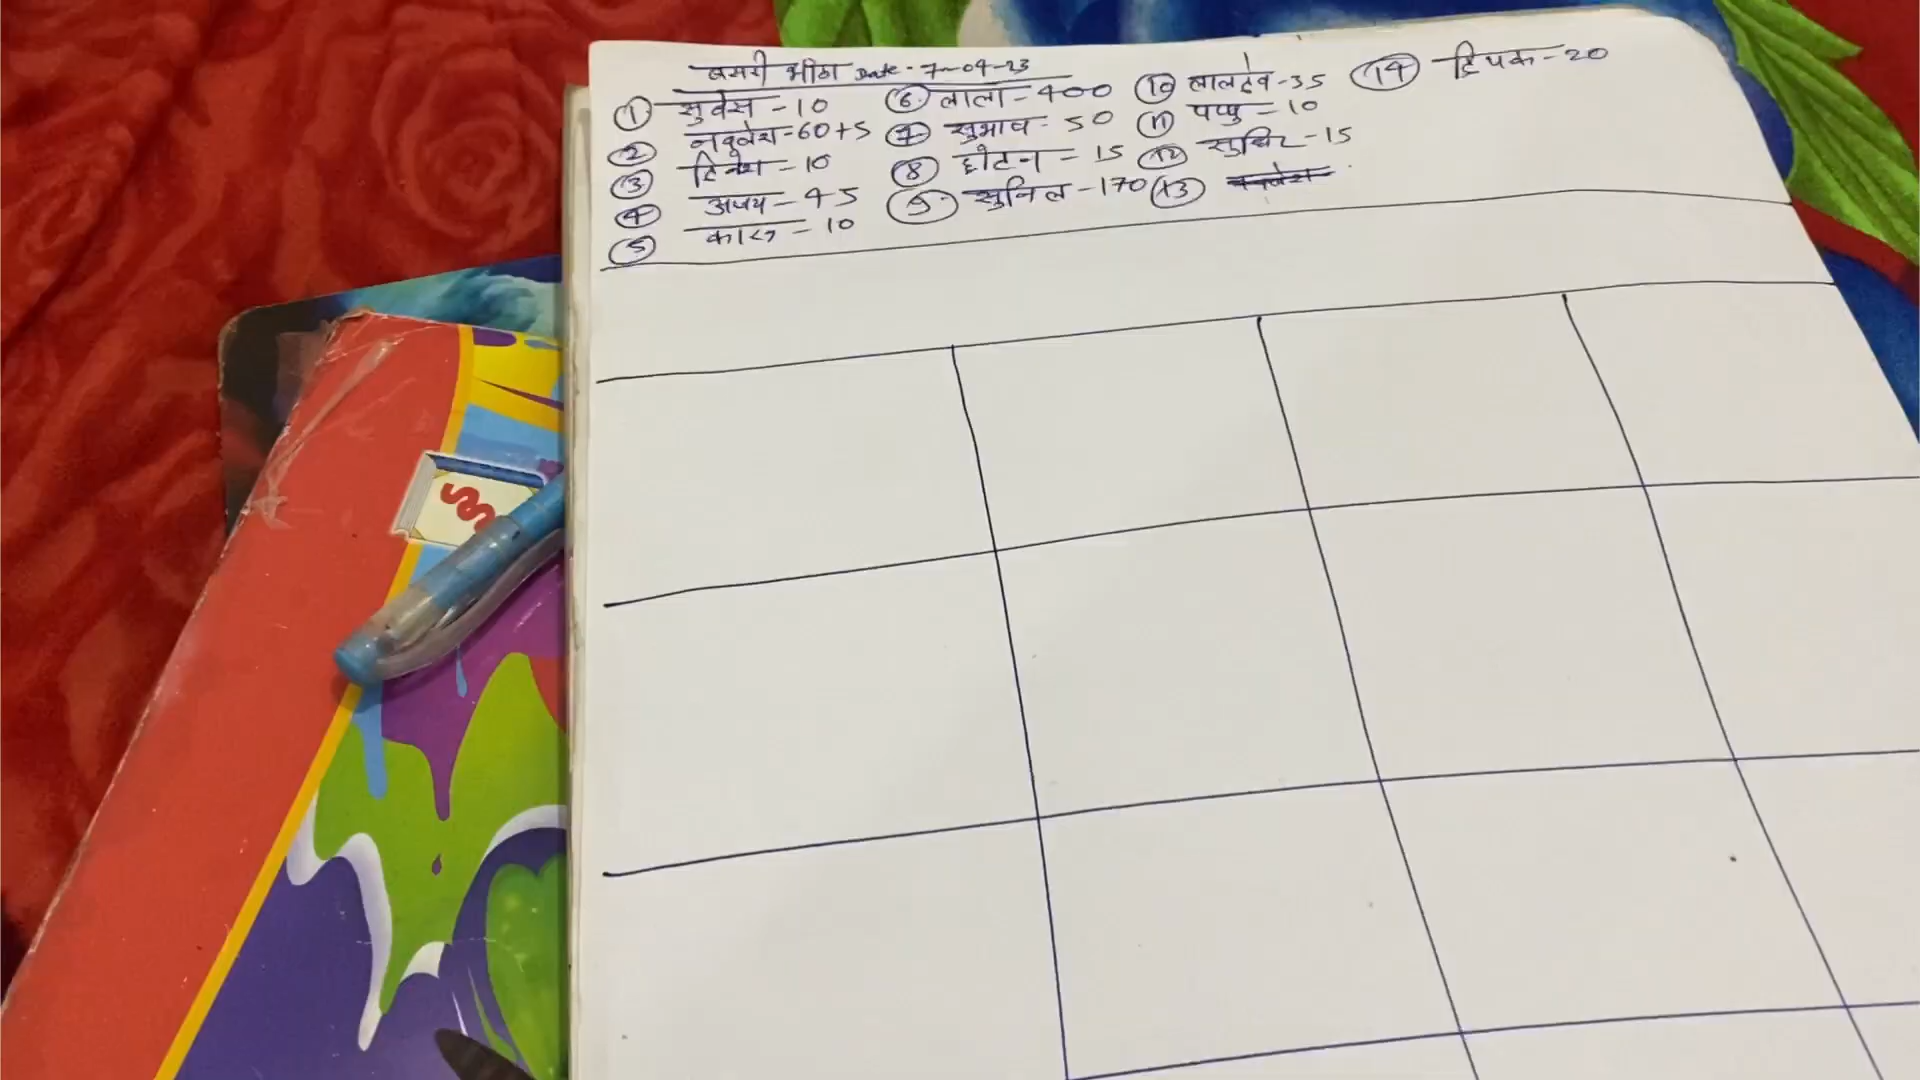 बसरी भीठा Date - 7-09-23
① सुवेस - 10
② नवलेश - 60+5
③ दिनेश - 10
④ अजय - 45
⑤ कारु - 10
⑥ लाला - 400
⑦ सुभाव - 50
⑧ छोटन - 15
⑨ सुनिल - 170
⑩ लालदेव - 35
⑪ पप्पु - 10
⑫ सुधिर - 15
⑬
⑭ दिपक - 20